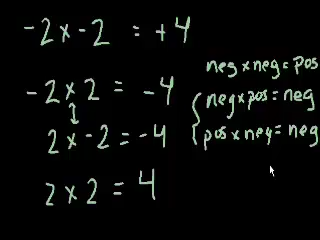 -2 x -2 = +4
neg x neg = pos
-2 x 2 = -4
neg x pos = neg
2 x -2 = -4
pos x neg = neg
2 x 2 = 4